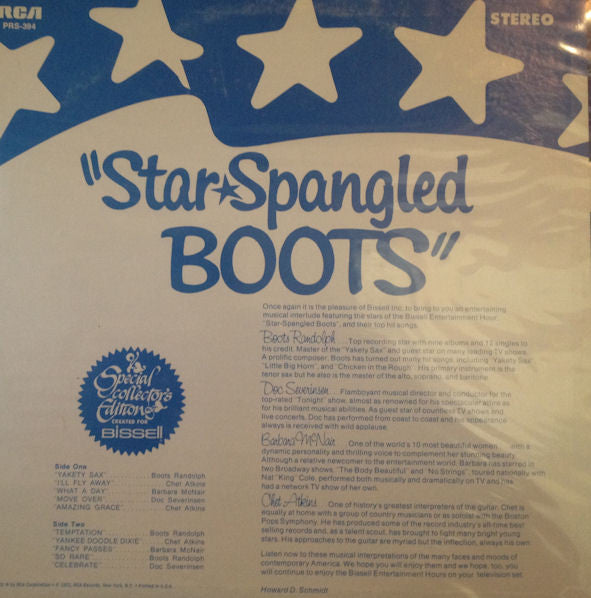 RCA
PRS-394
STEREO
"Star★Spangled
BOOTS"
Once again it is the pleasure of Bissell Inc. to bring to you an entertaining
musical interlude featuring the stars of the Bissell Entertainment Hour,
"Star-Spangled Boots", and their top hit songs.
Boots Randolph ... Top recording star with nine albums and 12 singles to
his credit. Master of the "Yakety Sax" and guest star on many leading TV shows.
A prolific composer, Boots has turned out many hit songs, including "Yakety Sax"
"Little Big Horn", and "Chicken in the Rough". His primary instrument is the
tenor sax but he also is the master of the alto, soprano, and baritone.
Doc Severinsen ... Flamboyant musical director and conductor for the
top-rated "Tonight" show, almost as renowned for his spectacular attire as
for his brilliant musical abilities. As guest star of countless TV shows and
live concerts, Doc has performed from coast to coast and his appearance
always is received with wild applause.
Barbara McNair ... One of the world's 10 most beautiful women ... with a
dynamic personality and thrilling voice to complement her stunning beauty.
Although a relative newcomer to the entertainment world, Barbara has starred in
two Broadway shows, "The Body Beautiful" and "No Strings", toured nationally with
Nat "King" Cole, performed both musically and dramatically on TV and has
had a network TV show of her own.
Chet Atkins ... One of history's greatest interpreters of the guitar, Chet is
equally at home with a group of country musicians or as soloist with the Boston
Pops Symphony. He has produced some of the record industry's all-time best
selling records and, as a talent scout, has brought to light many bright young
stars. His approaches to the guitar are myriad but the inflection, always his own.
Listen now to these musical interpretations of the many faces and moods of
contemporary America. We hope you will enjoy them and we hope, too, you
will continue to enjoy the Bissell Entertainment Hours on your television set.
Howard D. Schmidt
A
Special
Collector's
Edition
CREATED FOR
BISSELL
Side One
"YAKETY SAX" Boots Randolph
"I'LL FLY AWAY" Chet Atkins
"WHAT A DAY" Barbara McNair
"MOVE OVER" Doc Severinsen
"AMAZING GRACE" Chet Atkins
Side Two
"TEMPTATION" Boots Randolph
"YANKEE DOODLE DIXIE" Chet Atkins
"FANCY PASSES" Barbara McNair
"SO RARE" Boots Randolph
"CELEBRATE" Doc Severinsen
by RCA Corporation • © 1972, RCA Records, New York, N.Y. • Printed in U.S.A.